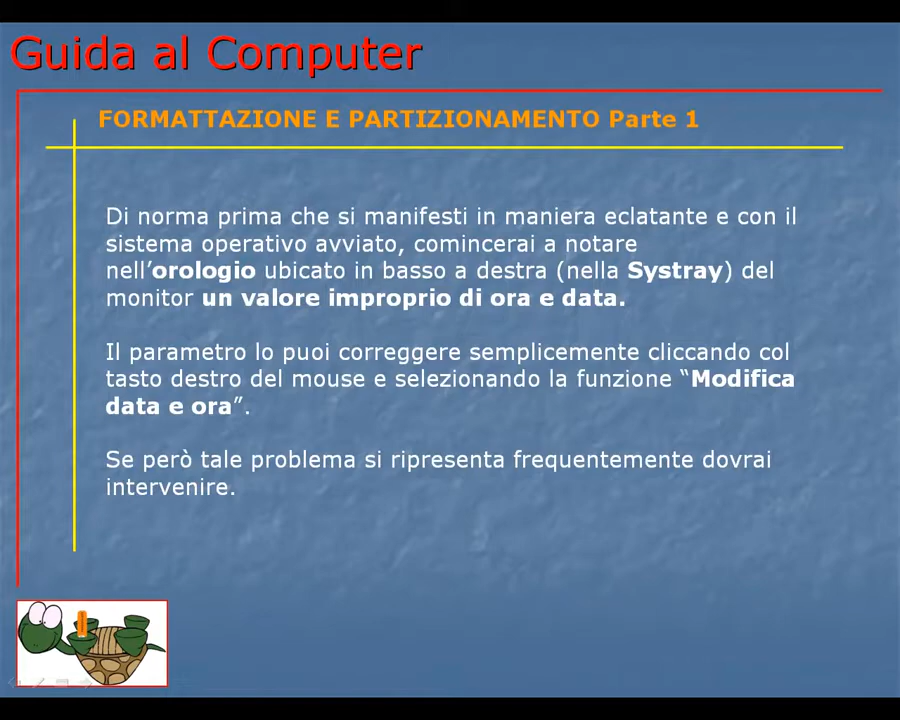 Guida al Computer
FORMATTAZIONE E PARTIZIONAMENTO Parte 1
Di norma prima che si manifesti in maniera eclatante e con il
sistema operativo avviato, comincerai a notare
nell’orologio ubicato in basso a destra (nella Systray) del
monitor un valore improprio di ora e data.
Il parametro lo puoi correggere semplicemente cliccando col
tasto destro del mouse e selezionando la funzione “Modifica
data e ora”.
Se però tale problema si ripresenta frequentemente dovrai
intervenire.